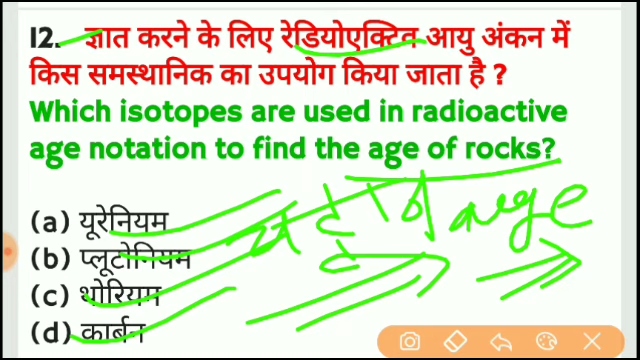 12. ज्ञात करने के लिए रेडियोएक्टिव आयु अंकन में
किस समस्थानिक का उपयोग किया जाता है ?
Which isotopes are used in radioactive
age notation to find the age of rocks?
(a) यूरेनियम
(b) प्लूटोनियम
(c) थोरियम
(d) कार्बन
age